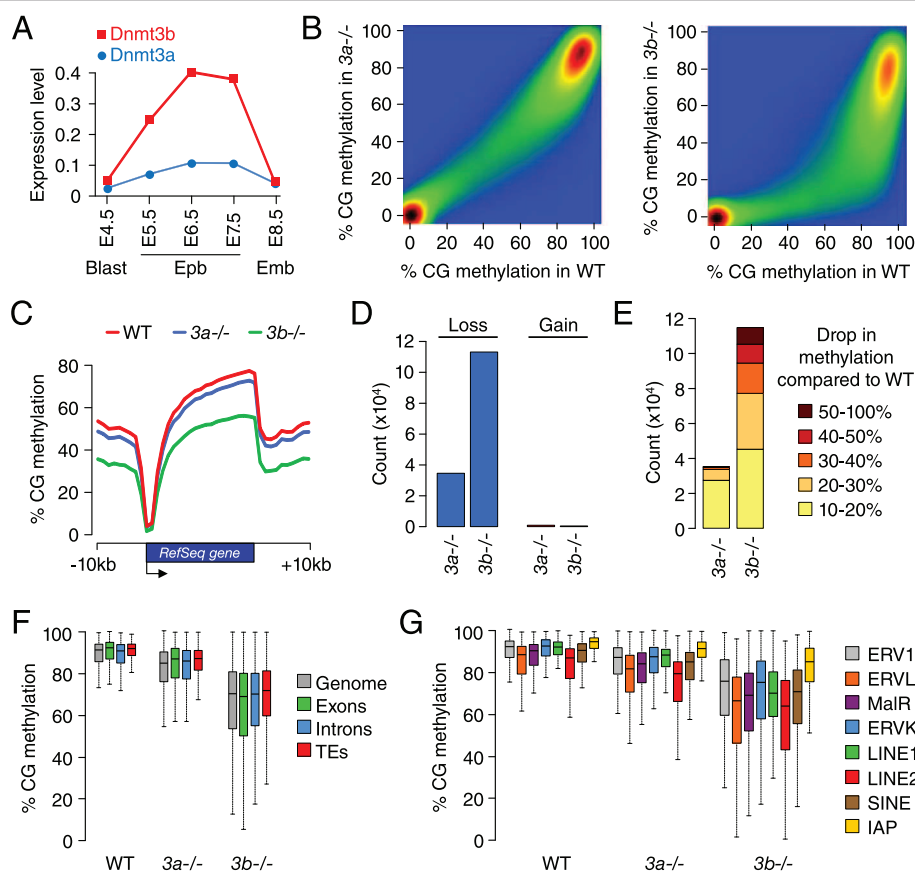 A
Dnmt3b
Dnmt3a
Expression level
0.4
0.3
0.2
0.1
0
E4.5
E5.5
E6.5
E7.5
E8.5
Blast
Epb
Emb
B
% CG methylation in 3a-/-
100
80
60
40
20
0
0 20 40 60 80 100
% CG methylation in WT
% CG methylation in 3b-/-
100
80
60
40
20
0
0 20 40 60 80 100
% CG methylation in WT
C
WT 3a-/- 3b-/-
% CG methylation
80
60
40
20
0
RefSeq gene
-10kb +10kb
D
Loss Gain
Count (x10⁴)
12
10
8
6
4
2
0
3a-/-
3b-/-
3a-/-
3b-/-
E
Count (x10⁴)
12
10
8
6
4
2
0
3a-/-
3b-/-
Drop in
methylation
compared to WT
50-100%
40-50%
30-40%
20-30%
10-20%
F
% CG methylation
100
80
60
40
20
0
WT 3a-/- 3b-/-
Genome
Exons
Introns
TEs
G
% CG methylation
100
80
60
40
20
0
WT 3a-/- 3b-/-
ERV1
ERVL
MalR
ERVK
LINE1
LINE2
SINE
IAP